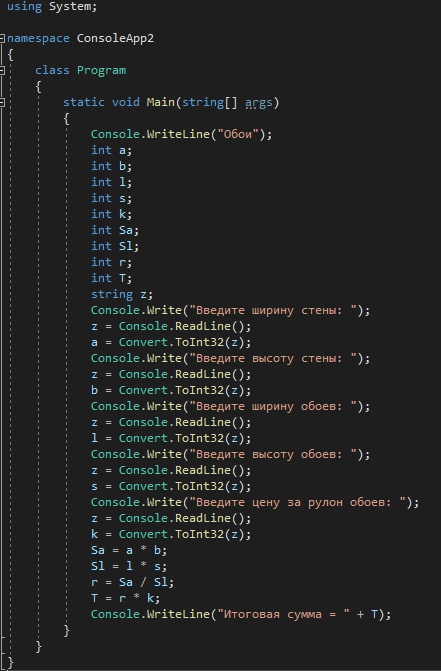 using System;
namespace ConsoleApp2
{
class Program
{
static void Main(string[] args)
{
Console.WriteLine("Обои");
int a;
int b;
int l;
int s;
int k;
int Sa;
int Sl;
int r;
int T;
string z;
Console.Write("Введите ширину стены: ");
z = Console.ReadLine();
a = Convert.ToInt32(z);
Console.Write("Введите высоту стены: ");
z = Console.ReadLine();
b = Convert.ToInt32(z);
Console.Write("Введите ширину обоев: ");
z = Console.ReadLine();
l = Convert.ToInt32(z);
Console.Write("Введите высоту обоев: ");
z = Console.ReadLine();
s = Convert.ToInt32(z);
Console.Write("Введите цену за рулон обоев: ");
z = Console.ReadLine();
k = Convert.ToInt32(z);
Sa = a * b;
Sl = l * s;
r = Sa / Sl;
T = r * k;
Console.WriteLine("Итоговая сумма = " + T);
}
}
}